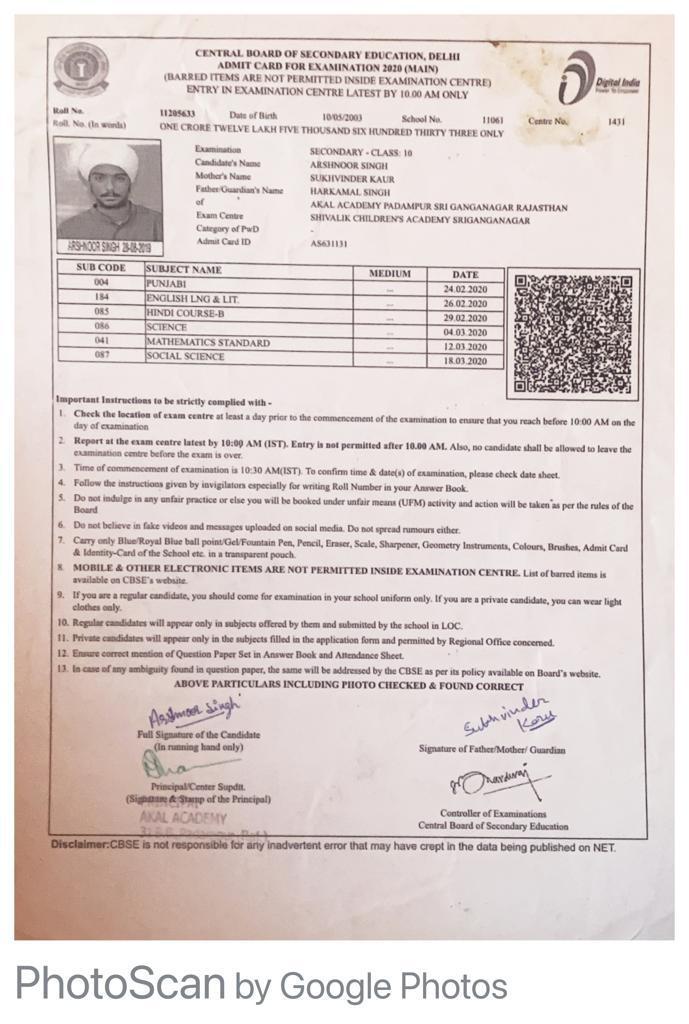 CENTRAL BOARD OF SECONDARY EDUCATION, DELHI
ADMIT CARD FOR EXAMINATION 2020 (MAIN)
(BARRED ITEMS ARE NOT PERMITTED INSIDE EXAMINATION CENTRE)
ENTRY IN EXAMINATION CENTRE LATEST BY 10.00 AM ONLY
Digital India
Power To Empower
Roll No. 11205633 Date of Birth 10/05/2003 School No. 11061 Centre No. 1431
Roll. No. (In words) ONE CRORE TWELVE LAKH FIVE THOUSAND SIX HUNDRED THIRTY THREE ONLY
Examination SECONDARY - CLASS: 10
Candidate's Name ARSHNOOR SINGH
Mother's Name SUKHVINDER KAUR
Father/Guardian's Name HARKAMAL SINGH
of AKAL ACADEMY PADAMPUR SRI GANGANAGAR RAJASTHAN
Exam Centre SHIVALIK CHILDREN'S ACADEMY SRIGANGANAGAR
Category of PwD -
Admit Card ID AS631131
ARSHNOOR SINGH 28-08-2019
SUB CODE SUBJECT NAME MEDIUM DATE
004 PUNJABI --- 24.02.2020
184 ENGLISH LNG & LIT. --- 26.02.2020
085 HINDI COURSE-B --- 29.02.2020
086 SCIENCE --- 04.03.2020
041 MATHEMATICS STANDARD --- 12.03.2020
087 SOCIAL SCIENCE --- 18.03.2020
Important Instructions to be strictly complied with -
1. Check the location of exam centre at least a day prior to the commencement of the examination to ensure that you reach before 10:00 AM on the
day of examination
2. Report at the exam centre latest by 10:00 AM (IST). Entry is not permitted after 10.00 AM. Also, no candidate shall be allowed to leave the
examination centre before the exam is over.
3. Time of commencement of examination is 10:30 AM(IST). To confirm time & date(s) of examination, please check date sheet.
4. Follow the instructions given by invigilators especially for writing Roll Number in your Answer Book.
5. Do not indulge in any unfair practice or else you will be booked under unfair means (UFM) activity and action will be taken as per the rules of the
Board
6. Do not believe in fake videos and messages uploaded on social media. Do not spread rumours either.
7. Carry only Blue/Royal Blue ball point/Gel/Fountain Pen, Pencil, Eraser, Scale, Sharpener, Geometry Instruments, Colours, Brushes, Admit Card
& Identity-Card of the School etc. in a transparent pouch.
8. MOBILE & OTHER ELECTRONIC ITEMS ARE NOT PERMITTED INSIDE EXAMINATION CENTRE. List of barred items is
available on CBSE's website.
9. If you are a regular candidate, you should come for examination in your school uniform only. If you are a private candidate, you can wear light
clothes only.
10. Regular candidates will appear only in subjects offered by them and submitted by the school in LOC.
11. Private candidates will appear only in the subjects filled in the application form and permitted by Regional Office concerned.
12. Ensure correct mention of Question Paper Set in Answer Book and Attendance Sheet.
13. In case of any ambiguity found in question paper, the same will be addressed by the CBSE as per its policy available on Board's website.
ABOVE PARTICULARS INCLUDING PHOTO CHECKED & FOUND CORRECT
Arshnoor Singh
Full Signature of the Candidate
(In running hand only)
Sukhvinder
Kaur
Signature of Father/Mother/ Guardian
Principal/Center Supdtt.
(Signature & Stamp of the Principal)
AKAL ACADEMY
Controller of Examinations
Central Board of Secondary Education
Disclaimer:CBSE is not responsible for any inadvertent error that may have crept in the data being published on NET.
PhotoScan by Google Photos